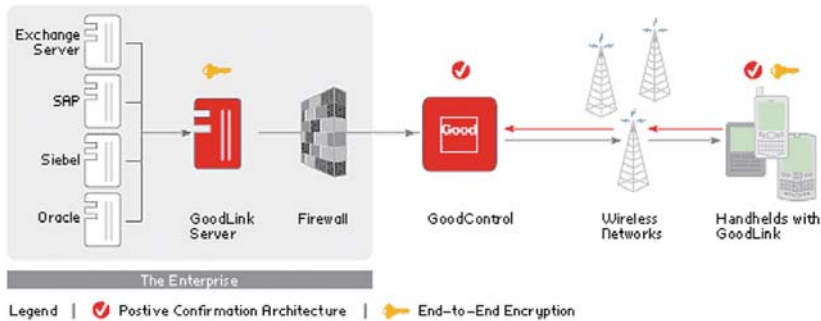 Exchange
Server
SAP
Siebel
Oracle
GoodLink
Server
Firewall
Good
GoodControl
Wireless
Networks
Handhelds with
GoodLink
The Enterprise
Legend | Postive Confirmation Architecture | End-to-End Encryption